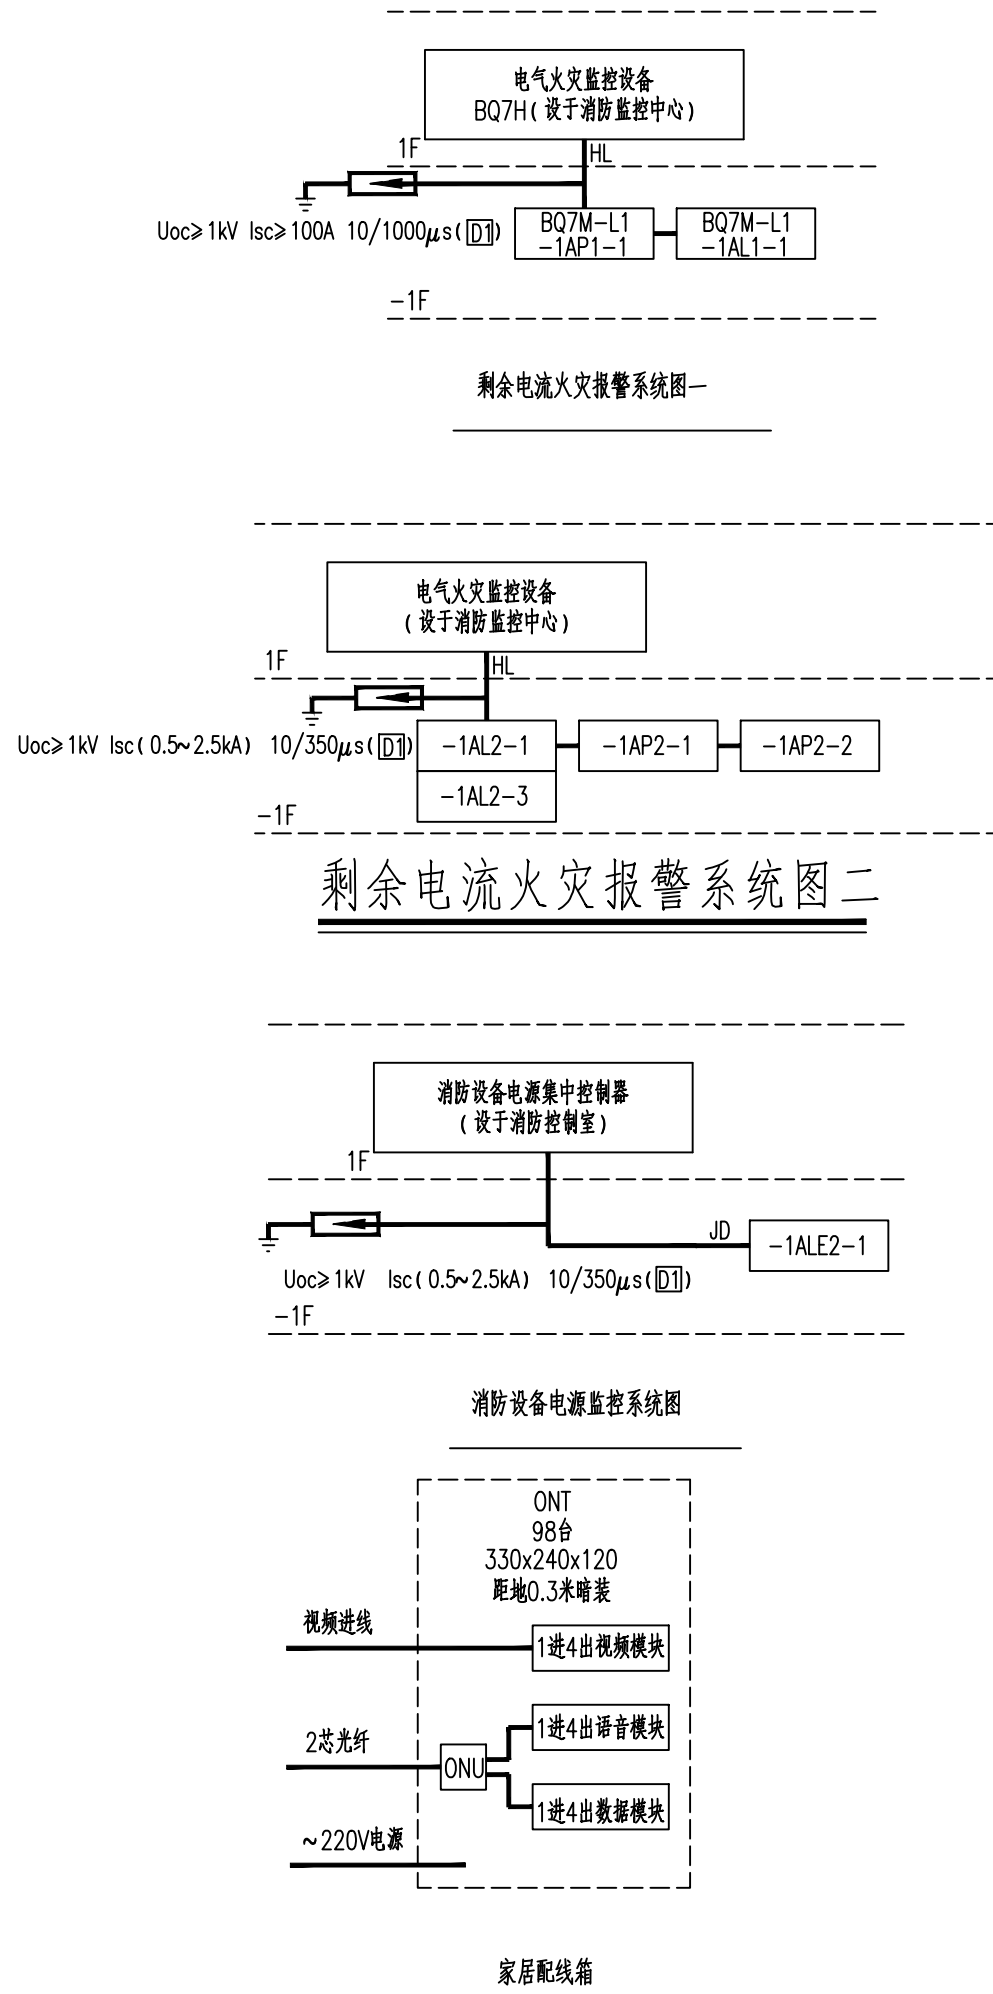 电气火灾监控设备
BQ7H(设于消防监控中心)
1F
HL
Uoc≥1kV Isc≥100A 10/1000μs(D1)
BQ7M-L1
-1AP1-1
BQ7M-L1
-1AL1-1
-1F
剩余电流火灾报警系统图一
电气火灾监控设备
(设于消防监控中心)
1F
HL
Uoc≥1kV Isc(0.5~2.5kA) 10/350μs(D1)
-1AL2-1
-1AP2-1
-1AP2-2
-1AL2-3
-1F
剩余电流火灾报警系统图二
消防设备电源集中控制器
(设于消防控制室)
1F
JD
-1ALE2-1
Uoc≥1kV Isc(0.5~2.5kA) 10/350μs(D1)
-1F
消防设备电源监控系统图
ONT
98台
330x240x120
距地0.3米暗装
视频进线
1进4出视频模块
1进4出语音模块
2芯光纤
ONU
1进4出数据模块
~220V电源
家居配线箱